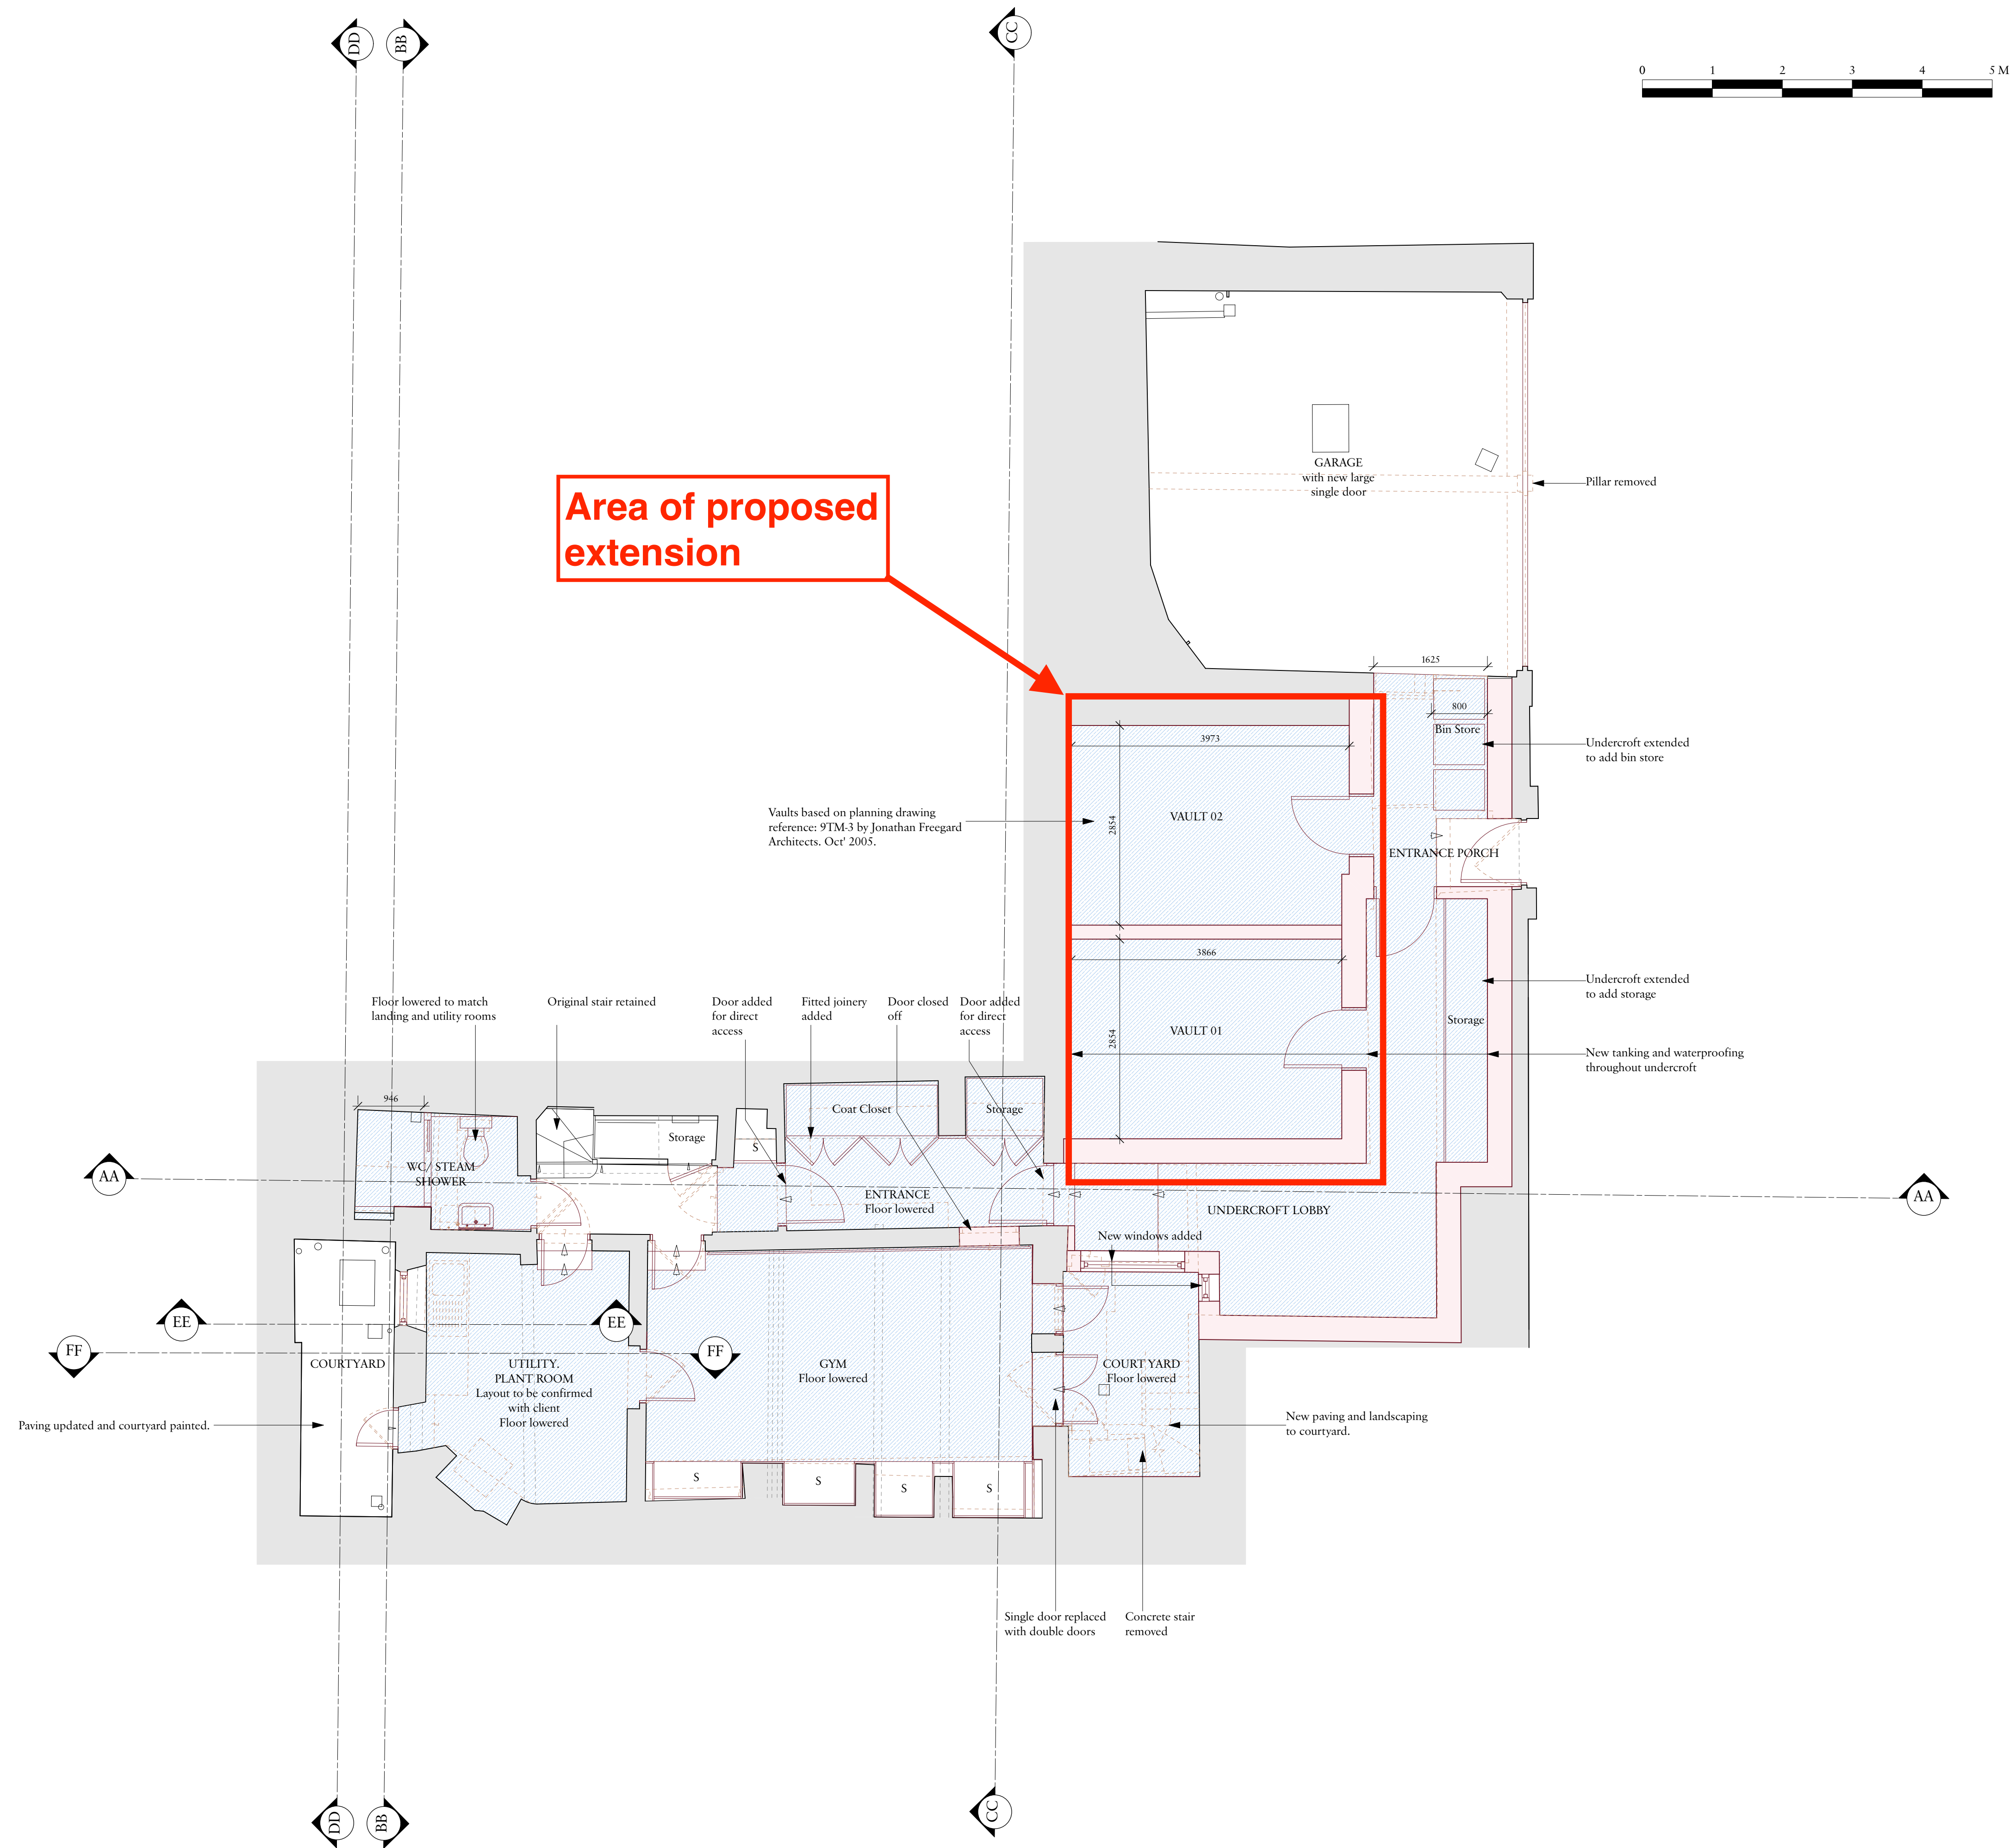 DD
BB
CC
0 1 2 3 4 5 M
Area of proposed
extension
GARAGE
with new large
single door
Pillar removed
1625
800
Bin Store
Undercroft extended
to add bin store
3973
2854
VAULT 02
Vaults based on planning drawing
reference: 9TM-3 by Jonathan Freegard
Architects. Oct' 2005.
ENTRANCE PORCH
3866
2854
VAULT 01
Undercroft extended
to add storage
Storage
New tanking and waterproofing
throughout undercroft
Floor lowered to match
landing and utility rooms
Original stair retained
Door added
for direct
access
Fitted joinery
added
Door closed
off
Door added
for direct
access
946
Coat Closet
Storage
Storage
S
WC/ STEAM
SHOWER
AA
AA
ENTRANCE
Floor lowered
UNDERCROFT LOBBY
New windows added
EE
EE
FF
FF
COURTYARD
UTILITY.
PLANT ROOM
Layout to be confirmed
with client
Floor lowered
GYM
Floor lowered
COURT YARD
Floor lowered
Paving updated and courtyard painted.
New paving and landscaping
to courtyard.
S
S
S
S
Single door replaced
with double doors
Concrete stair
removed
DD
BB
CC